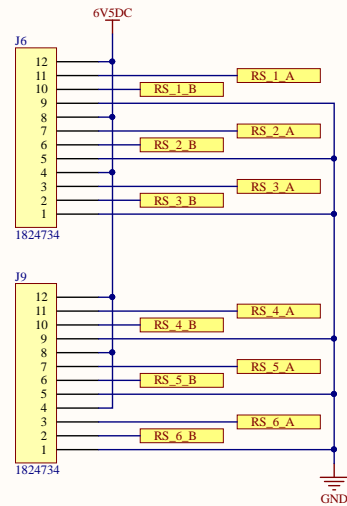 6V5DC
J6
12
11 RS_1_A
10 RS_1_B
9
8
7 RS_2_A
6 RS_2_B
5
4
3 RS_3_A
2 RS_3_B
1
1824734
J9
12
11 RS_4_A
10 RS_4_B
9
8
7 RS_5_A
6 RS_5_B
5
4
3 RS_6_A
2 RS_6_B
1
1824734
GND